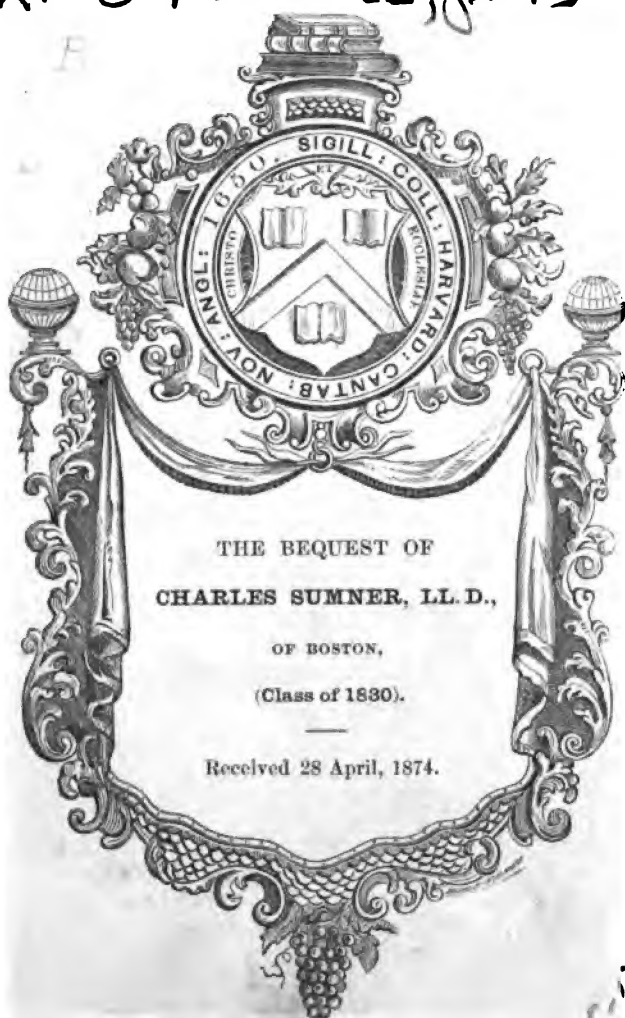 SIGILL: COLL: HARVARD: CANTAB: NOV: ANGL: 1650.
ET
CHRISTO
ECCLESIAE
THE BEQUEST OF
CHARLES SUMNER, LL.D.,
OF BOSTON,
(Class of 1830).
Received 28 April, 1874.